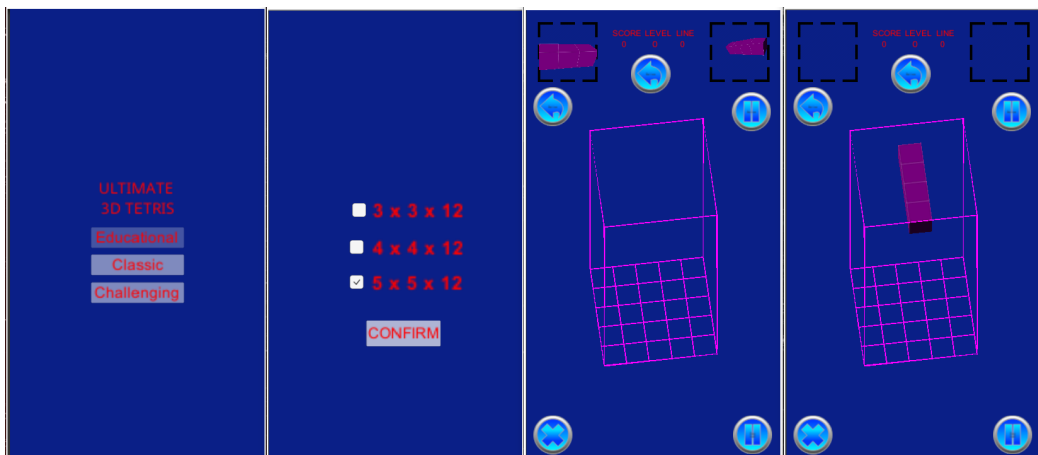 ULTIMATE
3D TETRIS
Educational
Classic
Challenging
3 x 3 x 12
4 x 4 x 12
5 x 5 x 12
CONFIRM
SCORE LEVEL LINE
0 0 0
SCORE LEVEL LINE
0 0 0